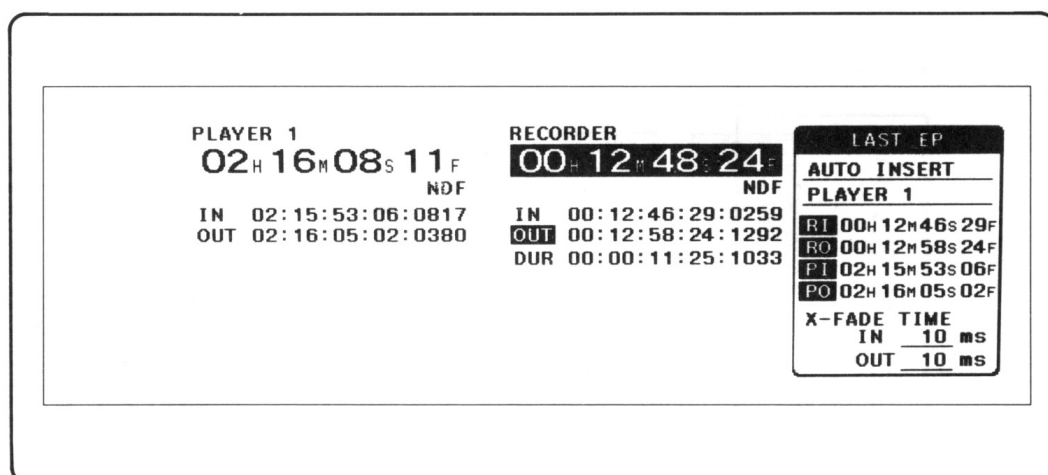 PLAYER 1
02H 16M 08S 11F
NDF
IN 02:15:53:06:0817
OUT 02:16:05:02:0380
RECORDER
00H 12M 48S 24F
NDF
IN 00:12:46:29:0259
OUT 00:12:58:24:1292
DUR 00:00:11:25:1033
LAST EP
AUTO INSERT
PLAYER 1
RI 00H 12M 46S 29F
RO 00H 12M 58S 24F
PI 02H 15M 53S 06F
PO 02H 16M 05S 02F
X-FADE TIME
IN 10 ms
OUT 10 ms